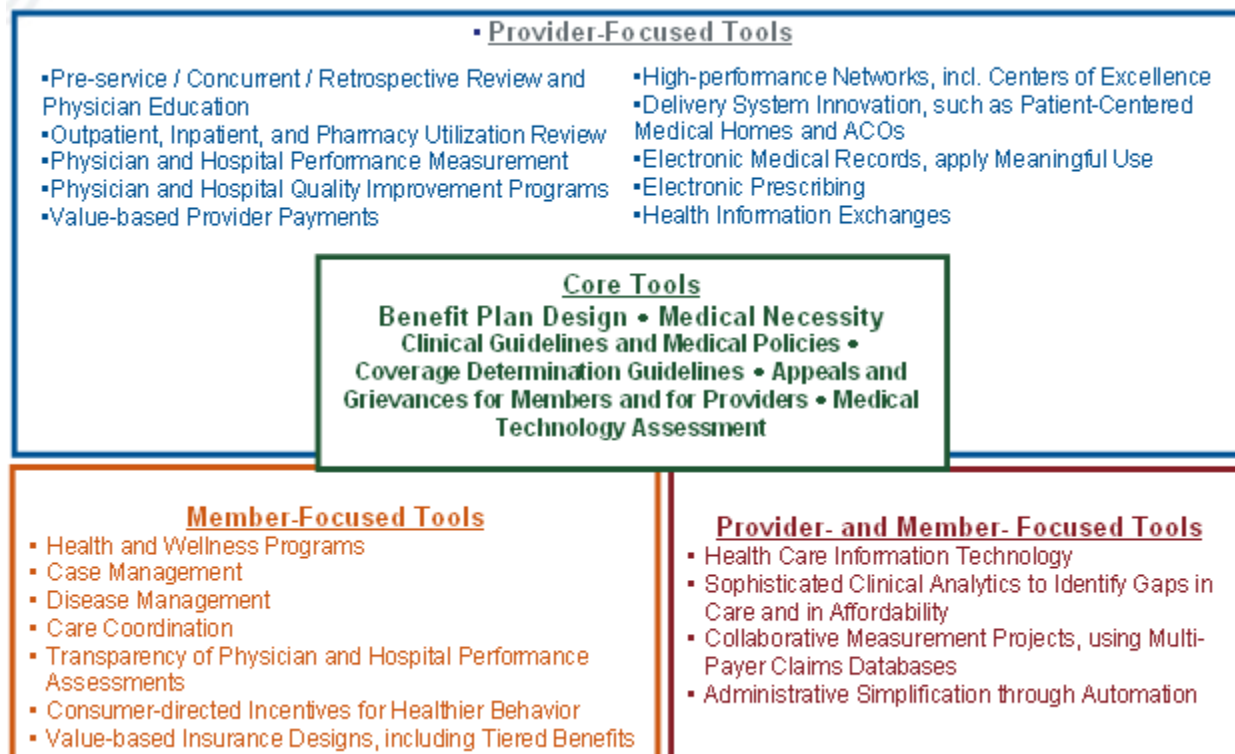 ▪ Provider-Focused Tools
▪Pre-service / Concurrent / Retrospective Review and
Physician Education
▪Outpatient, Inpatient, and Pharmacy Utilization Review
▪Physician and Hospital Performance Measurement
▪Physician and Hospital Quality Improvement Programs
▪Value-based Provider Payments
▪High-performance Networks, incl. Centers of Excellence
▪Delivery System Innovation, such as Patient-Centered
Medical Homes and ACOs
▪Electronic Medical Records, apply Meaningful Use
▪Electronic Prescribing
▪Health Information Exchanges
Core Tools
Benefit Plan Design • Medical Necessity
Clinical Guidelines and Medical Policies •
Coverage Determination Guidelines • Appeals and
Grievances for Members and for Providers • Medical
Technology Assessment
Member-Focused Tools
▪ Health and Wellness Programs
▪ Case Management
▪ Disease Management
▪ Care Coordination
▪ Transparency of Physician and Hospital Performance
Assessments
▪ Consumer-directed Incentives for Healthier Behavior
▪ Value-based Insurance Designs, including Tiered Benefits
Provider- and Member- Focused Tools
▪ Health Care Information Technology
▪ Sophisticated Clinical Analytics to Identify Gaps in
Care and in Affordability
▪ Collaborative Measurement Projects, using Multi-
Payer Claims Databases
▪ Administrative Simplification through Automation